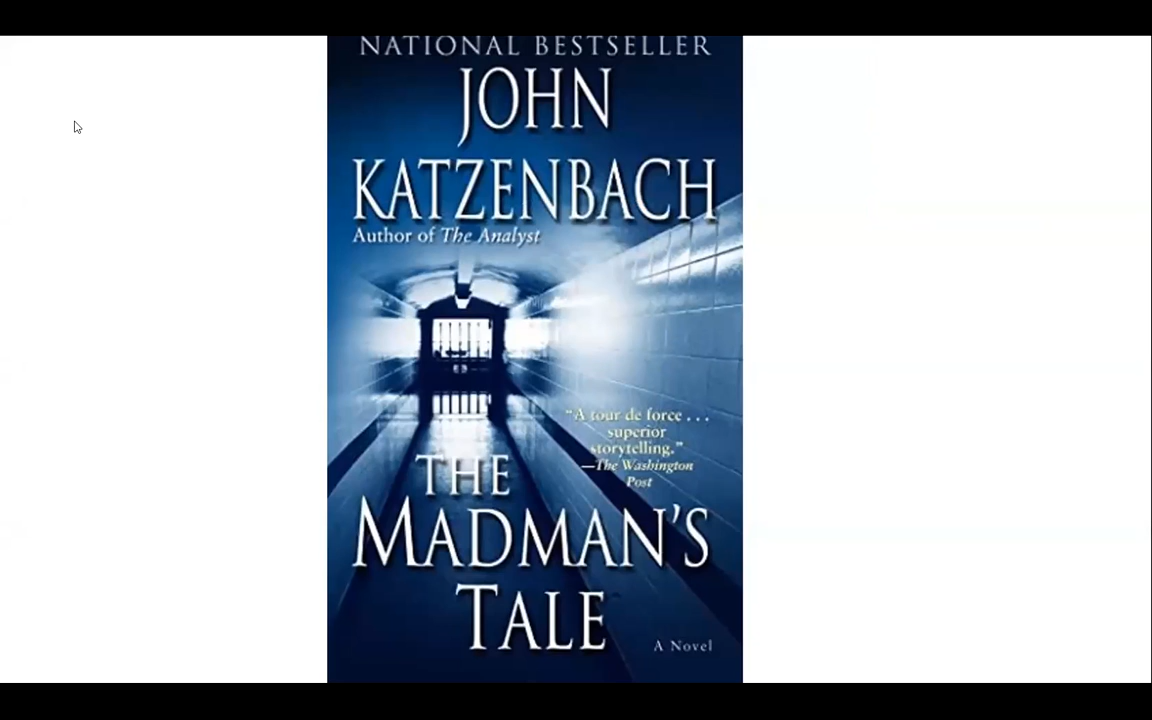 NATIONAL BESTSELLER
JOHN
KATZENBACH
Author of The Analyst
“A tour de force . . .
superior
storytelling.”
—The Washington
Post
THE
MADMAN’S
TALE
A Novel